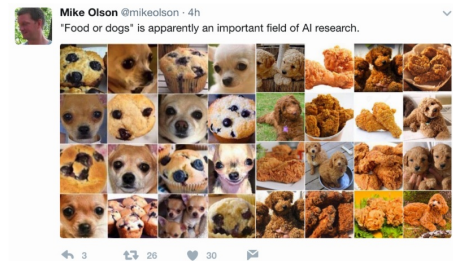 Mike Olson @mikeolson · 4h
"Food or dogs" is apparently an important field of AI research.
3 26 30